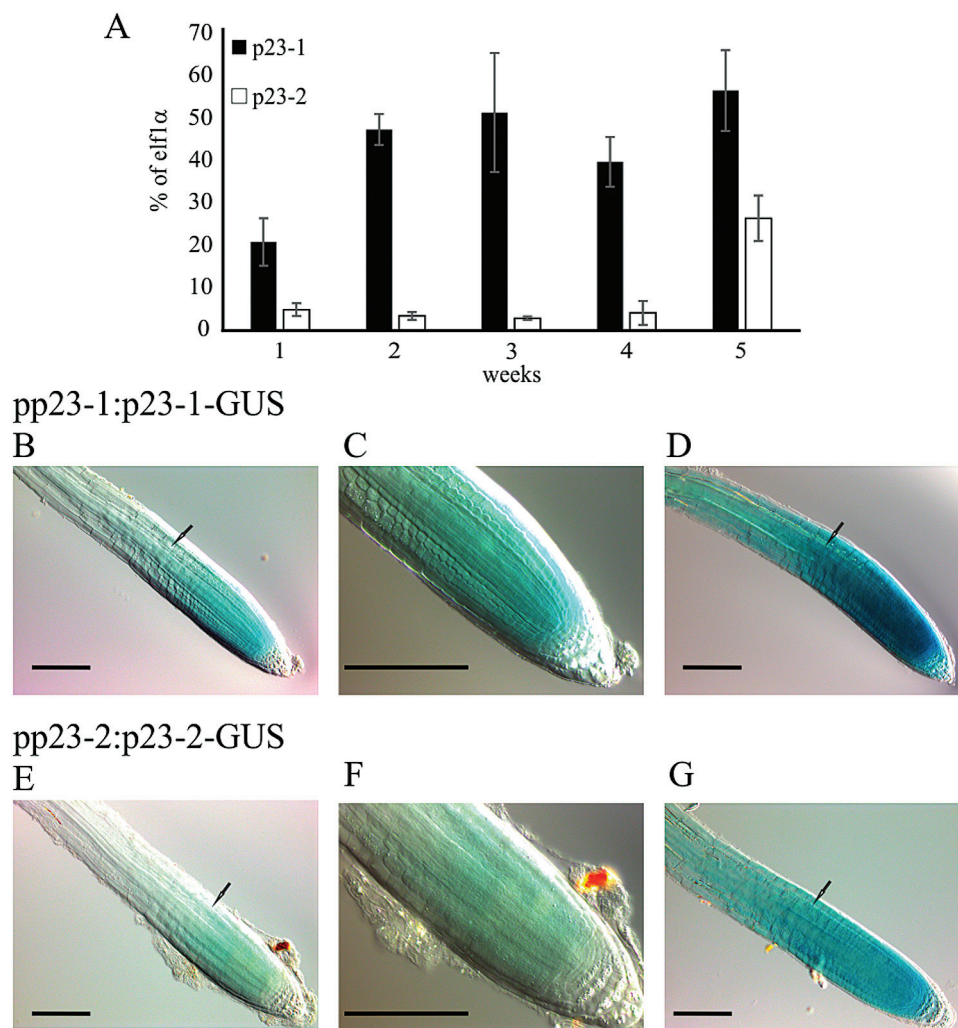 A
p23-1
p23-2
% of elf1α
70
60
50
40
30
20
10
0
1 2 3 4 5
weeks
pp23-1:p23-1-GUS
B C D
pp23-2:p23-2-GUS
E F G